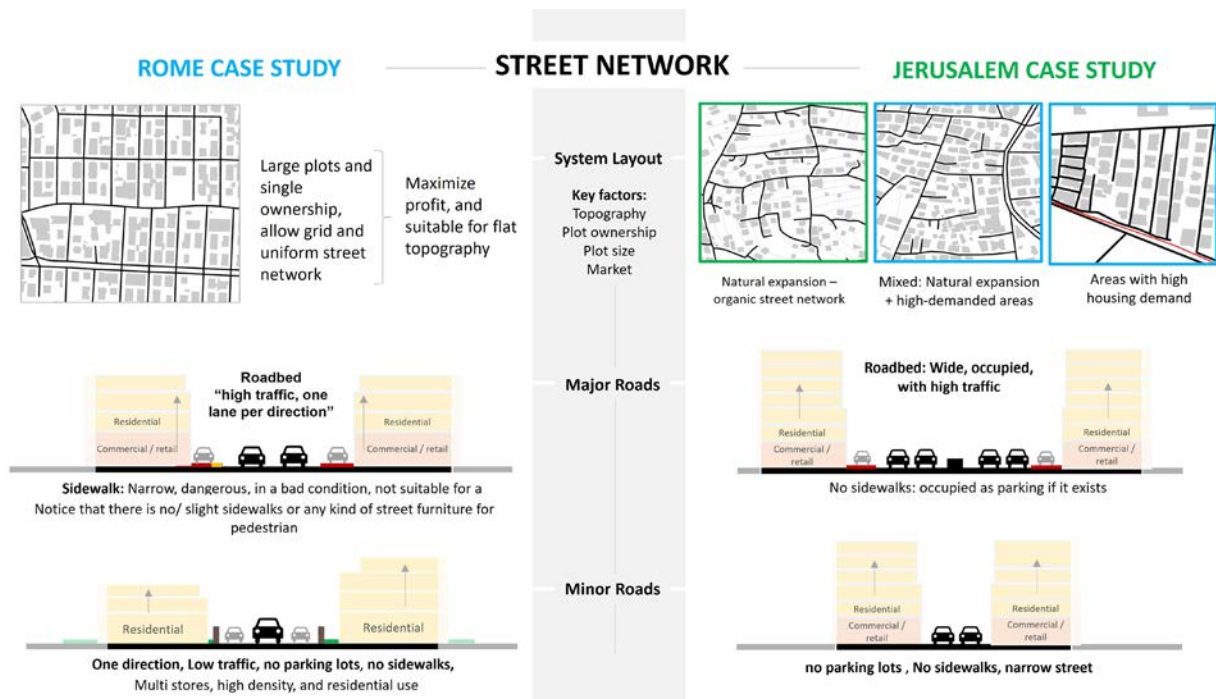 STREET NETWORK
ROME CASE STUDY
Large plots and
single
ownership,
allow grid and
uniform street
network
Maximize
profit, and
suitable for flat
topography
System Layout
Key factors:
Topography
Plot ownership
Plot size
Market
JERUSALEM CASE STUDY
Natural expansion –
organic street network
Mixed: Natural expansion
+ high-demanded areas
Areas with high
housing demand
Major Roads
Roadbed
“high traffic, one
lane per direction”
Residential
Commercial / retail
Residential
Commercial / retail
Sidewalk: Narrow, dangerous, in a bad condition, not suitable for a
Notice that there is no/ slight sidewalks or any kind of street furniture for
pedestrian
Roadbed: Wide, occupied,
with high traffic
Residential
Commercial /
retail
Residential
Commercial /
retail
No sidewalks: occupied as parking if it exists
Minor Roads
Residential
Residential
One direction, Low traffic, no parking lots, no sidewalks,
Multi stores, high density, and residential use
Residential
Commercial /
retail
Residential
Commercial /
retail
no parking lots , No sidewalks, narrow street